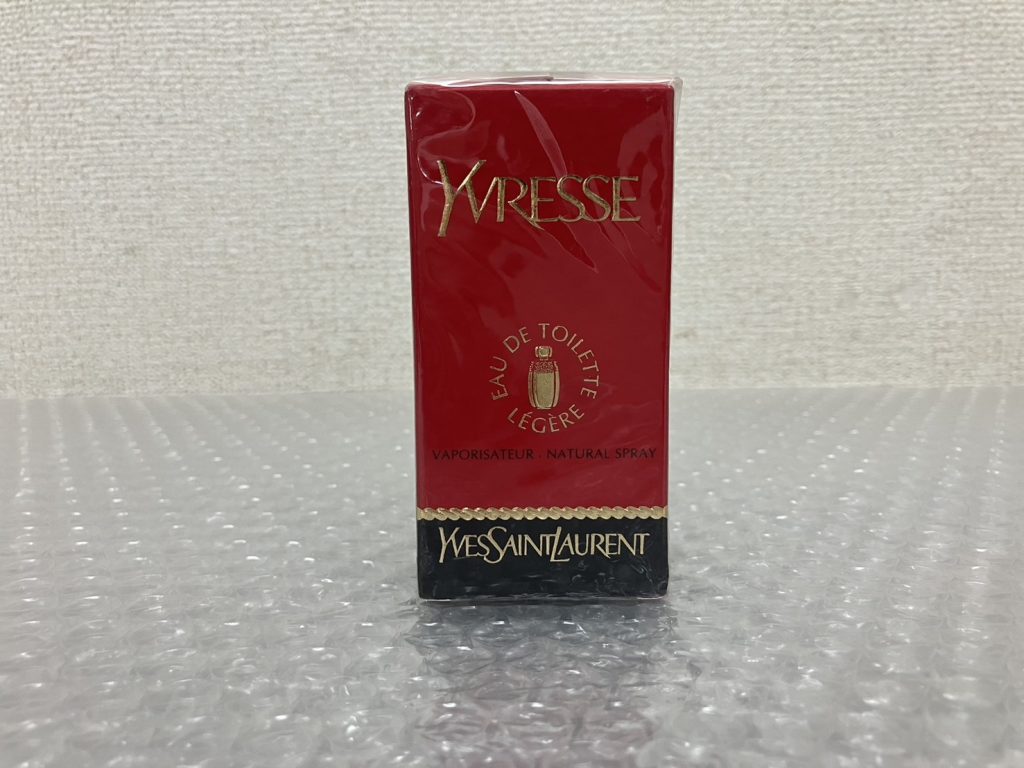 YVRESSE
EAU DE TOILETTE
LÉGÈRE
VAPORISATEUR · NATURAL SPRAY
YVESSAINTLAURENT